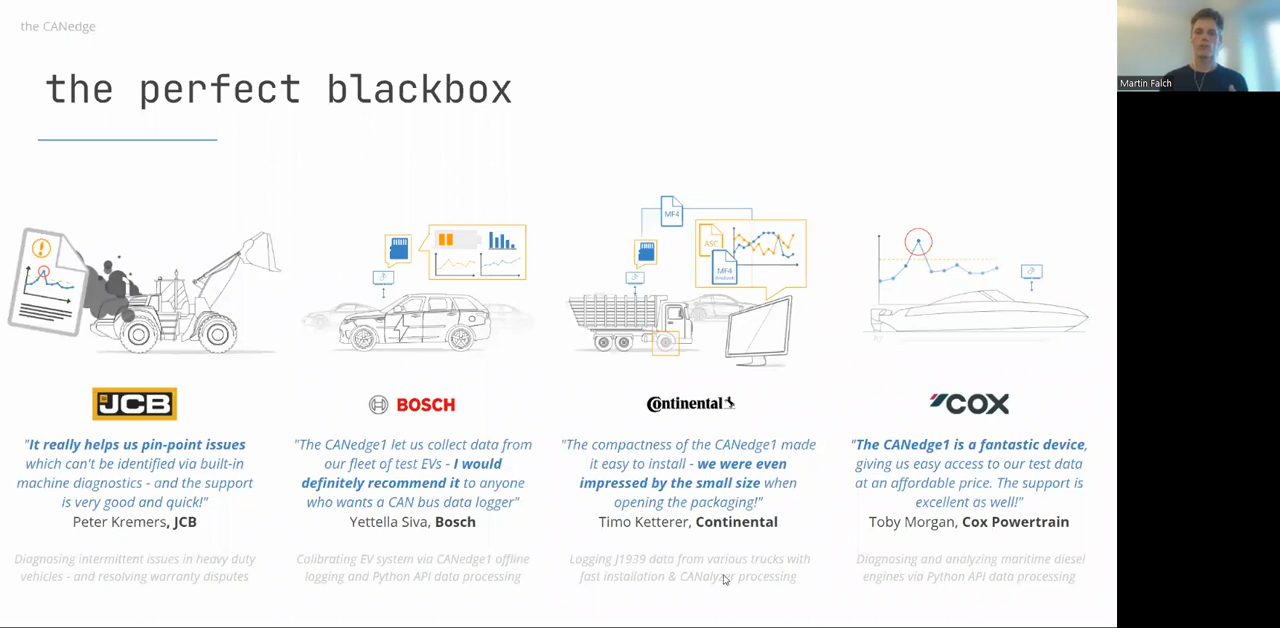 the CANedge
the perfect blackbox
Martin Falch
MF4
ASC
MF4
JCB
BOSCH
Continental
COX
"It really helps us pin-point issues
which can't be identified via built-in
machine diagnostics - and the support
is very good and quick!"
Peter Kremers, JCB
Diagnosing intermittent issues in heavy duty
vehicles - and resolving warranty disputes
"The CANedge1 let us collect data from
our fleet of test EVs - I would
definitely recommend it to anyone
who wants a CAN bus data logger"
Yettella Siva, Bosch
Calibrating EV system via CANedge1 offline
logging and Python API data processing
"The compactness of the CANedge1 made
it easy to install - we were even
impressed by the small size when
opening the packaging!"
Timo Ketterer, Continental
Logging J1939 data from various trucks with
fast installation & CANalyzer processing
"The CANedge1 is a fantastic device,
giving us easy access to our test data
at an affordable price. The support is
excellent as well!"
Toby Morgan, Cox Powertrain
Diagnosing and analyzing maritime diesel
engines via Python API data processing